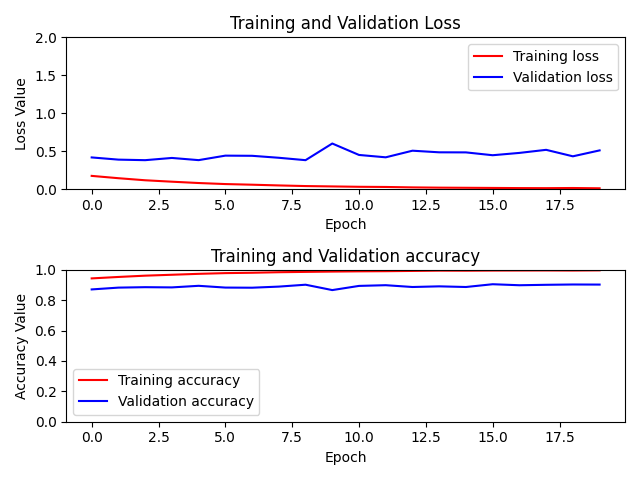 Training and Validation Loss
2.0
1.5
1.0
0.5
0.0
Loss Value
Training loss
Validation loss
0.0 2.5 5.0 7.5 10.0 12.5 15.0 17.5
Epoch
Training and Validation accuracy
1.0
0.8
0.6
0.4
0.2
0.0
Accuracy Value
Training accuracy
Validation accuracy
0.0 2.5 5.0 7.5 10.0 12.5 15.0 17.5
Epoch